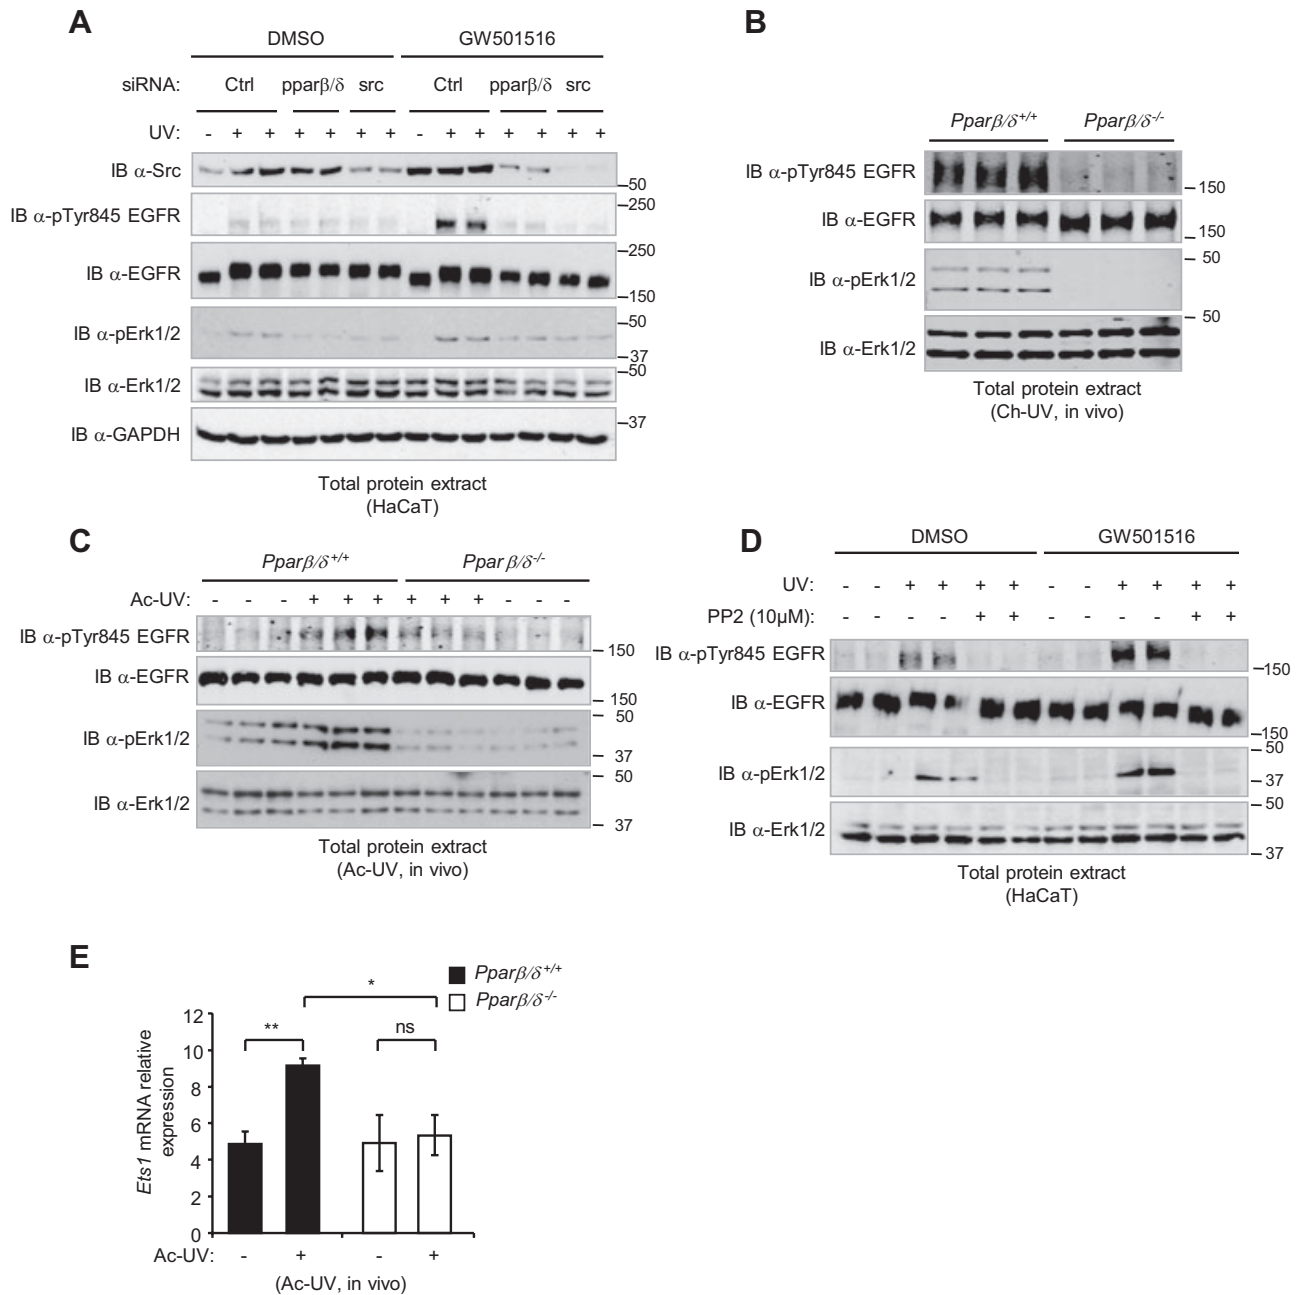 A
DMSO GW501516
siRNA: Ctrl pparβ/δ src Ctrl pparβ/δ src
UV: - + + + + + + - + + + + + +
IB α-Src
50
IB α-pTyr845 EGFR
250
IB α-EGFR
250
150
IB α-pErk1/2
50
37
IB α-Erk1/2
50
IB α-GAPDH
37
Total protein extract
(HaCaT)
B
Pparβ/δ+/+ Pparβ/δ-/-
IB α-pTyr845 EGFR
150
IB α-EGFR
150
IB α-pErk1/2
50
IB α-Erk1/2
50
Total protein extract
(Ch-UV, in vivo)
C
Pparβ/δ+/+ Pparβ/δ-/-
Ac-UV: - - - + + + + + + - - -
IB α-pTyr845 EGFR
150
IB α-EGFR
150
IB α-pErk1/2
50
37
IB α-Erk1/2
50
37
Total protein extract
(Ac-UV, in vivo)
D
DMSO GW501516
UV: - - + + + + - - + + + +
PP2 (10μM): - - - - + + - - - - + +
IB α-pTyr845 EGFR
150
IB α-EGFR
150
IB α-pErk1/2
50
37
IB α-Erk1/2
50
37
Total protein extract
(HaCaT)
E
Pparβ/δ+/+
Pparβ/δ-/-
*
** ns
Ets1 mRNA relative
expression
12
10
8
6
4
2
0
Ac-UV: - + - +
(Ac-UV, in vivo)